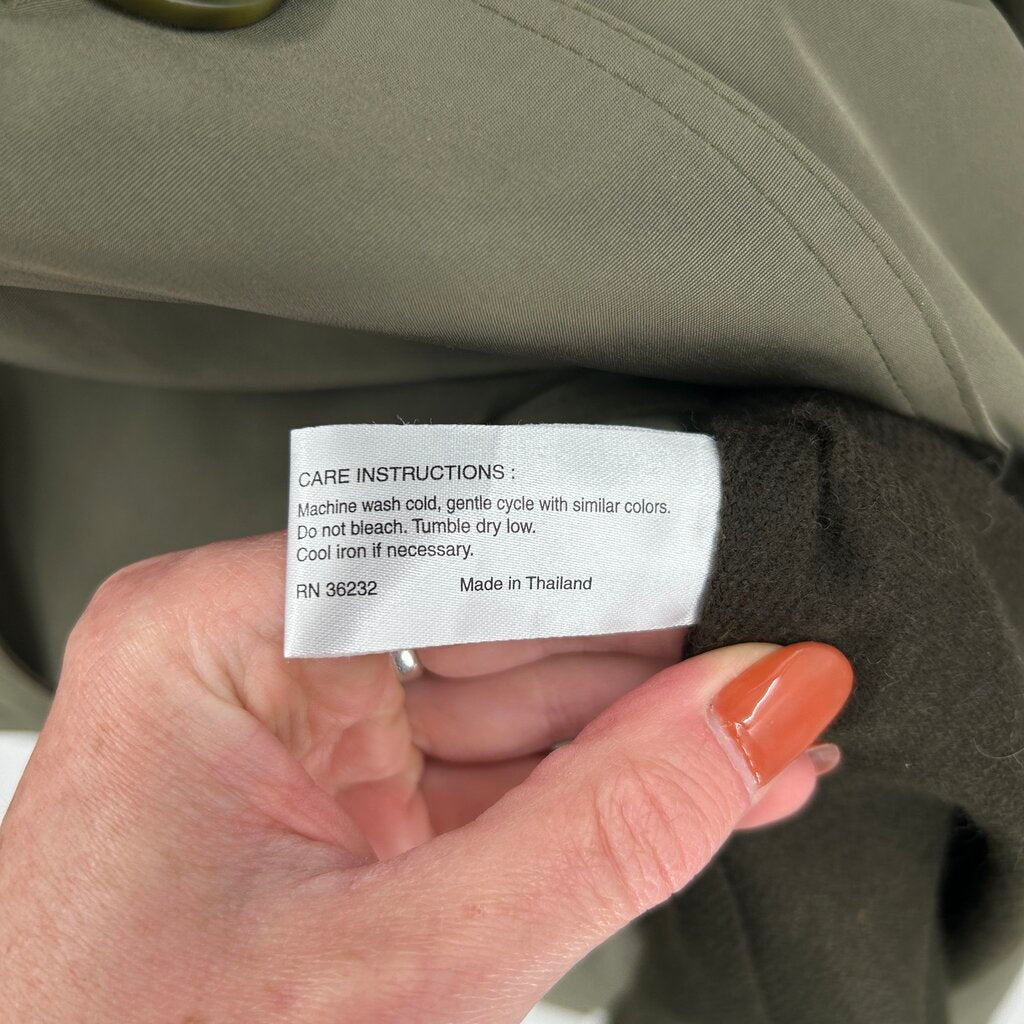 CARE INSTRUCTIONS :
Machine wash cold, gentle cycle with similar colors.
Do not bleach. Tumble dry low.
Cool iron if necessary.
RN 36232 Made in Thailand